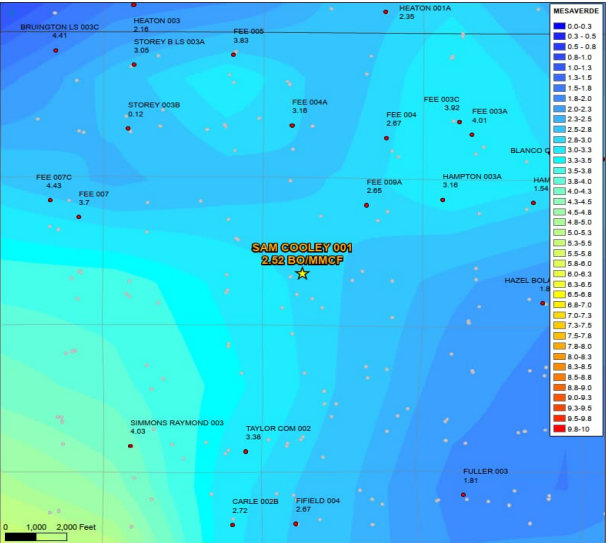 HEATON 001A
2.35
MESAVERDE
BRUINGTON LS 003C
4.41
HEATON 003
2.16
STOREY B LS 003A
3.05
FEE 005
3.83
STOREY 003B
0.12
FEE 004A
3.16
FEE 004
2.67
FEE 003C
3.92
FEE 003A
4.01
BLANCO
FEE 007C
4.43
FEE 007
3.7
FEE 009A
2.65
HAMPTON 003A
3.16
HAM
1.54
SAM COOLEY 001
2.52 BO/MMCF
HAZEL BOL
1.8
SIMMONS RAYMOND 003
4.03
TAYLOR COM 002
3.38
FULLER 003
1.81
CARLE 002B
2.72
FIFIELD 004
2.67
0 1,000 2,000 Feet
0.0-0.3
0.3 - 0.5
0.5-0.8
0.8-1.0
1.0-1.3
1.3-1.5
1.5-1.8
1.8-2.0
2.0-2.3
2.3-2.5
2.5-2.8
2.8-3.0
3.0-3.3
3.3-3.5
3.5-3.8
3.8-4.0
4.0-4.3
4.3-4.5
4.5-4.8
4.8-5.0
5.0-5.3
5.3-5.5
5.5-5.8
5.8-6.0
6.0-6.3
6.3-6.5
6.5-6.8
6.8-7.0
7.0-7.3
7.3-7.5
7.5-7.8
7.8-8.0
8.0-8.3
8.3-8.5
8.5-8.8
8.8-9.0
9.0-9.3
9.3-9.5
9.5-9.8
9.8-10